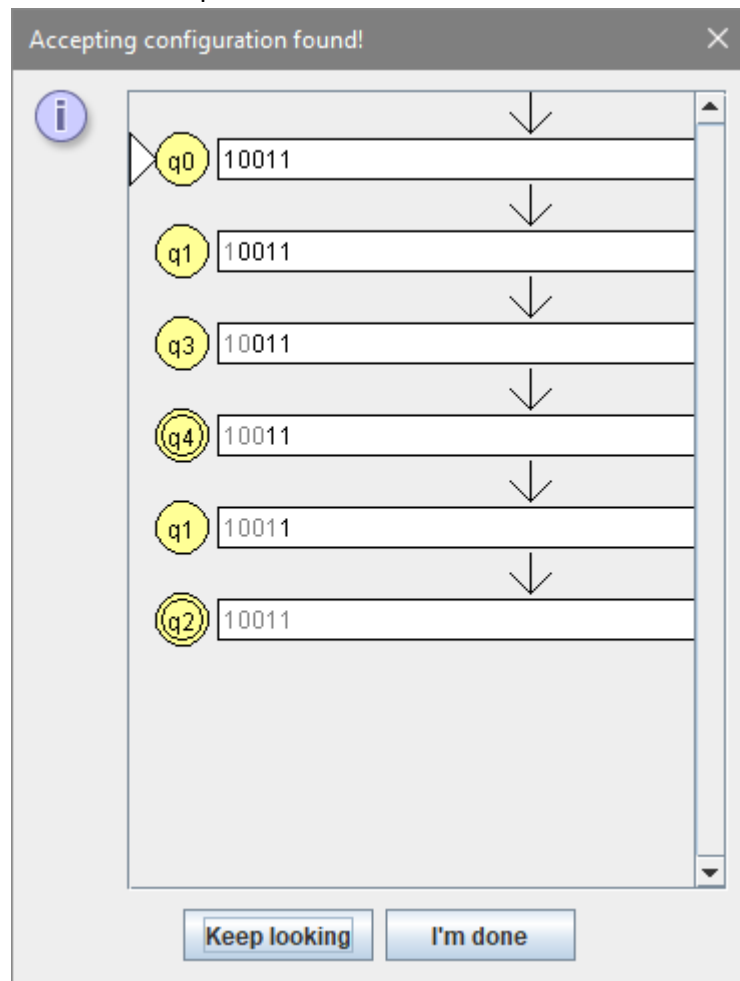 Accepting configuration found!
q0 10011
q1 10011
q3 10011
q4 10011
q1 10011
q2 10011
Keep looking I'm done